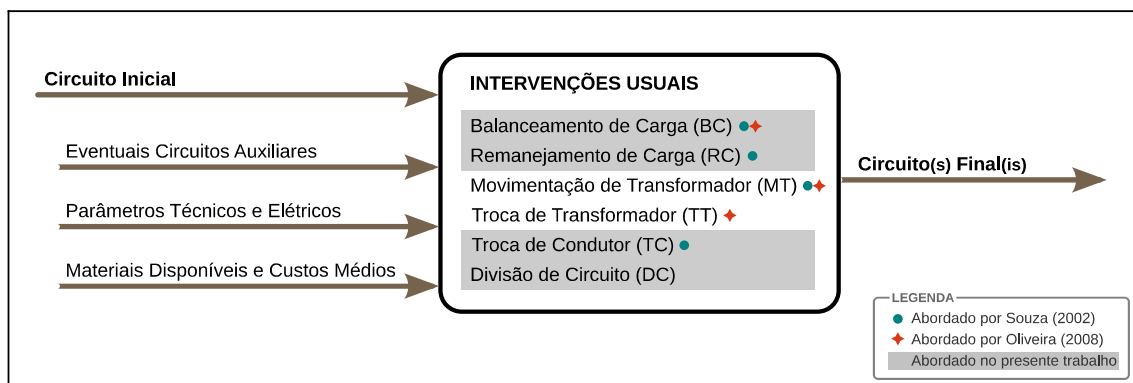 Circuito Inicial
Eventuais Circuitos Auxiliares
Parâmetros Técnicos e Elétricos
Materiais Disponíveis e Custos Médios
INTERVENÇÕES USUAIS
Balanceamento de Carga (BC)
Remanejamento de Carga (RC)
Movimentação de Transformador (MT)
Troca de Transformador (TT)
Troca de Condutor (TC)
Divisão de Circuito (DC)
Circuito(s) Final(is)
LEGENDA
Abordado por Souza (2002)
Abordado por Oliveira (2008)
Abordado no presente trabalho